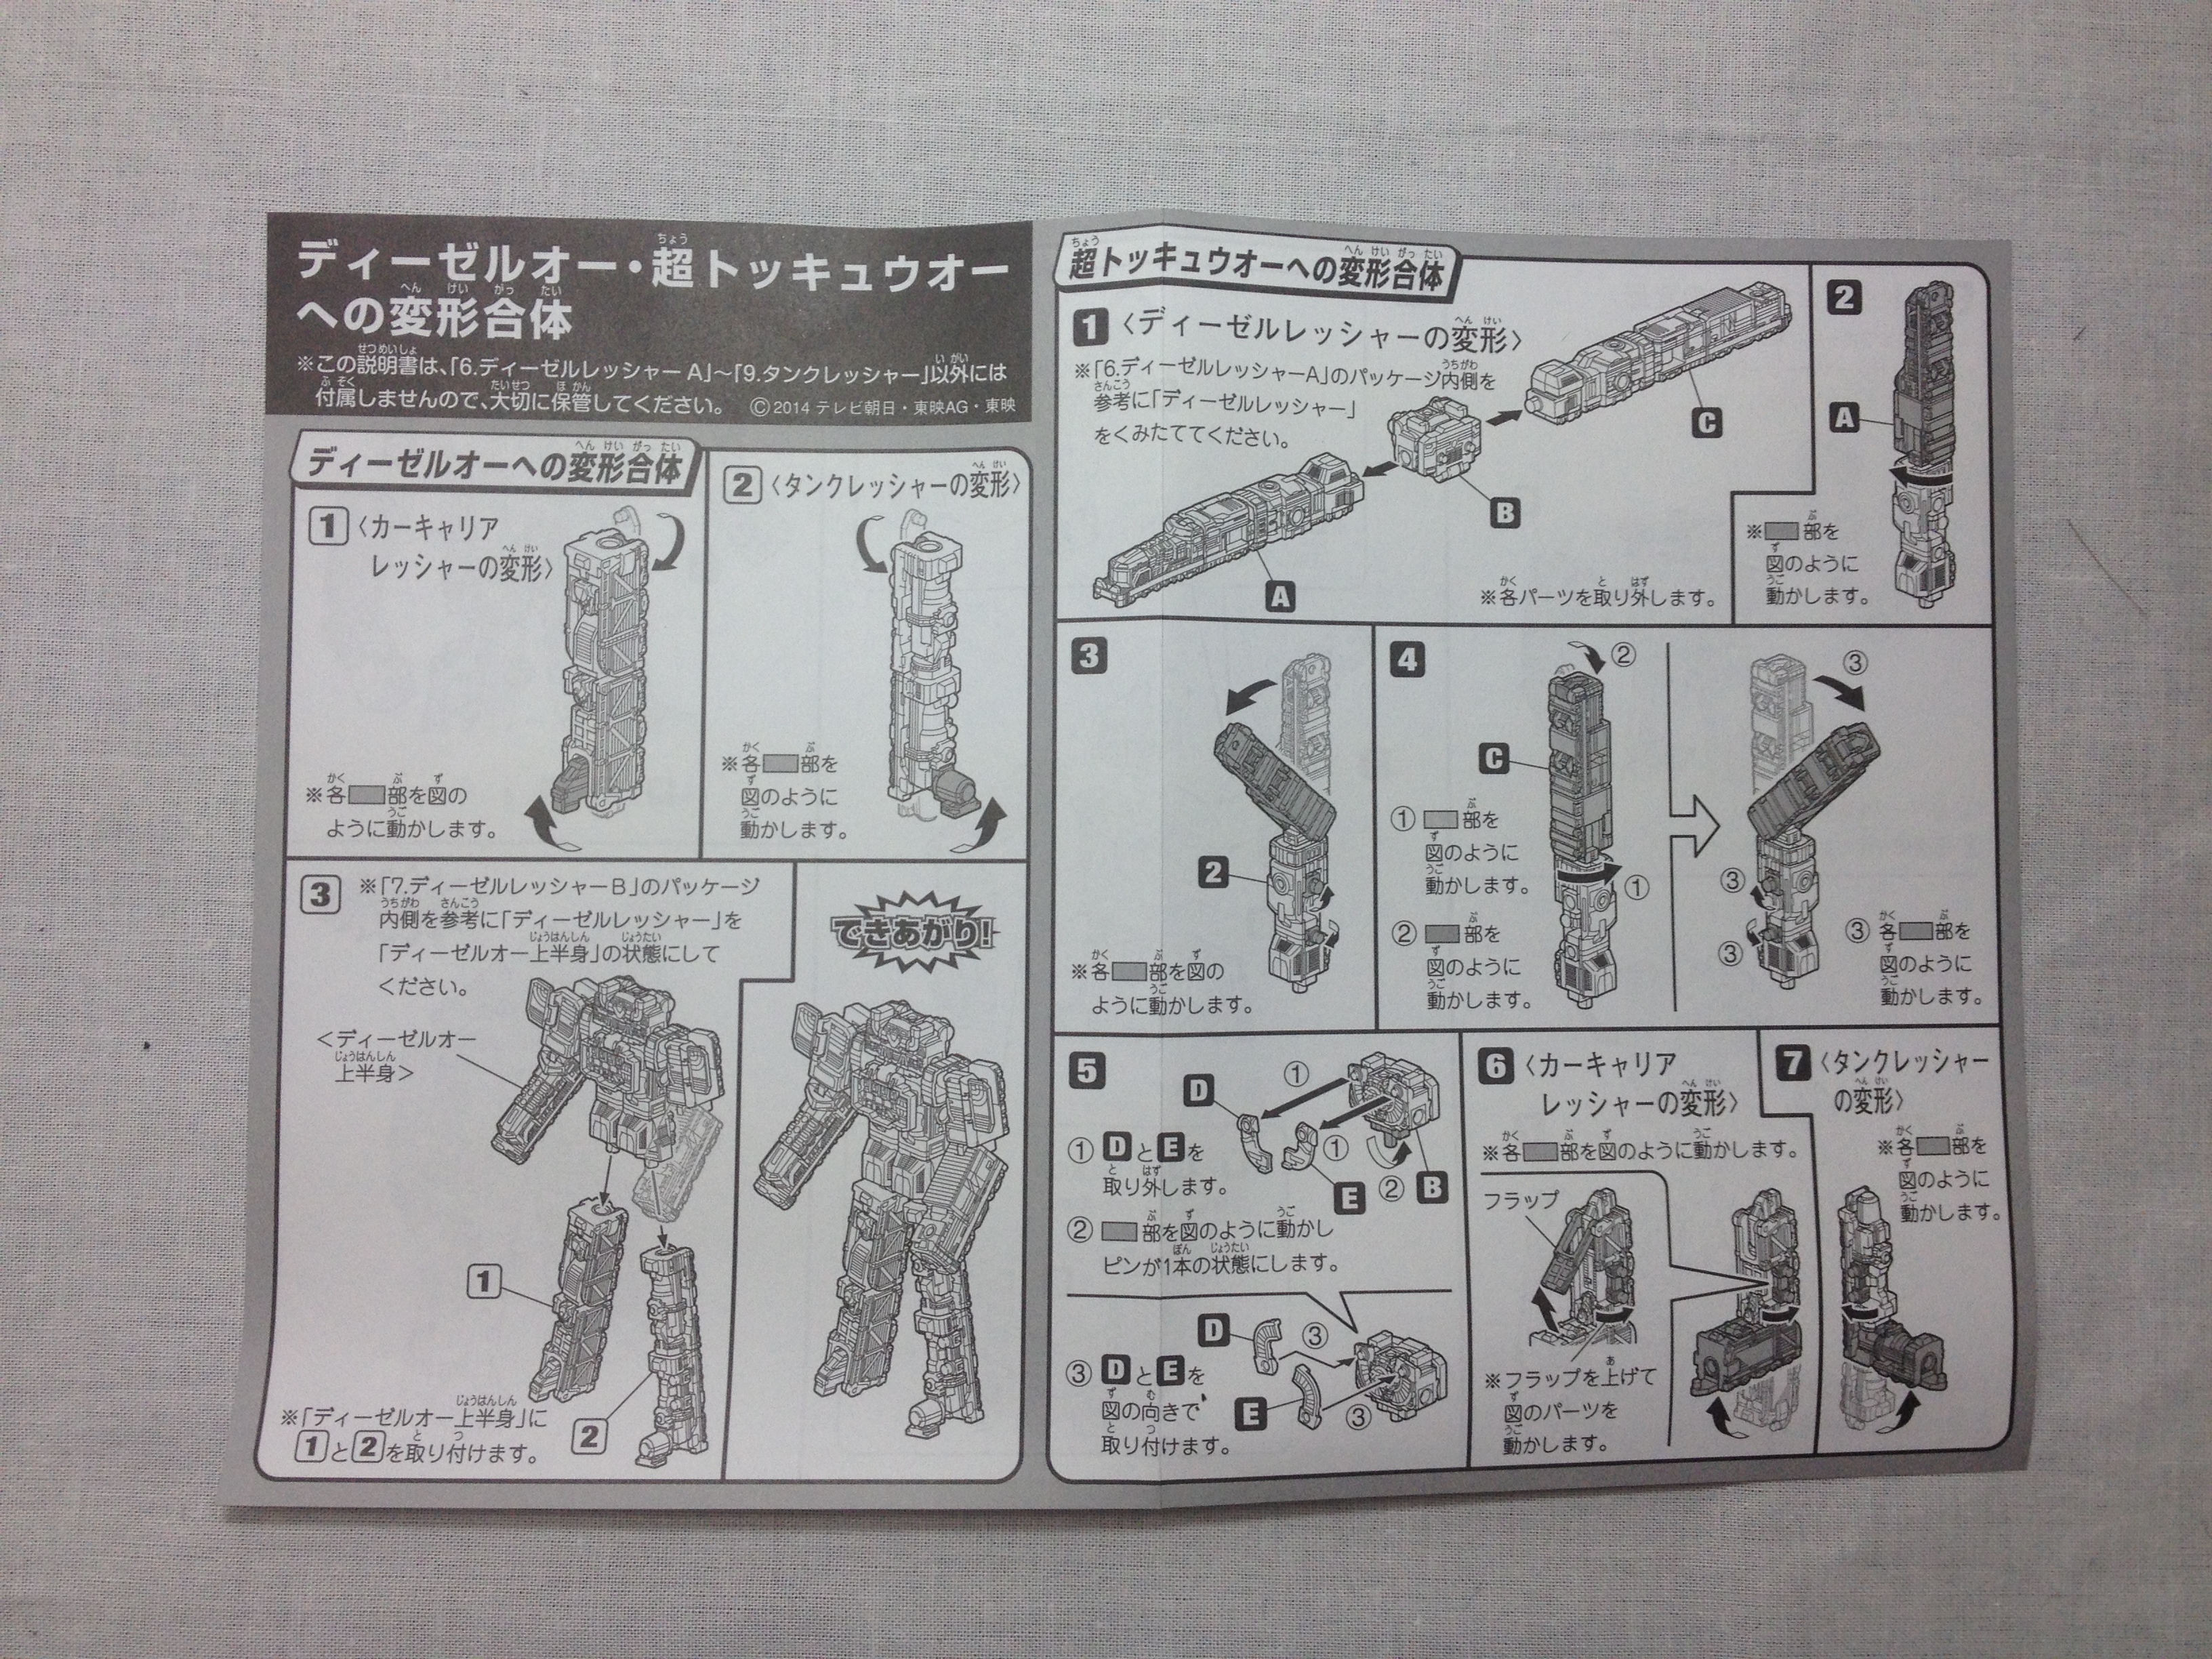 ディーゼルオー・超トッキュウオー
への変形合体
※この説明書は、「6.ディーゼルレッシャーA」～「9.タンクレッシャー」以外には
付属しませんので、大切に保管してください。 ©2014 テレビ朝日・東映AG・東映
ディーゼルオーへの変形合体
1 〈カーキャリア
レッシャーの変形〉
※各 部を図の
ように動かします。
2 〈タンクレッシャーの変形〉
※各 部を
図のように
動かします。
3 ※「7.ディーゼルレッシャーB」のパッケージ
内側を参考に「ディーゼルレッシャー」を
「ディーゼルオー上半身」の状態にして
ください。
<ディーゼルオー
上半身>
1
2
※「ディーゼルオー上半身」に
1と2を取り付けます。
できあがり!
超トッキュウオーへの変形合体
1 〈ディーゼルレッシャーの変形〉
※「6.ディーゼルレッシャーA」のパッケージ内側を
参考に「ディーゼルレッシャー」
をくみたててください。
A
B
C
※各パーツを取り外します。
2
A
※ 部を
図のように
動かします。
3
2
※各 部を図の
ように動かします。
4
②
C
①
① 部を
図のように
動かします。
② 部を
図のように
動かします。
③
③
③
③ 各 部を
図のように
動かします。
5
D
①
①
E
②
B
① DとEを
取り外します。
② 部を図のように動かし
ピンが1本の状態にします。
D
③
E
③
③ DとEを
図の向きで
取り付けます。
6 〈カーキャリア
レッシャーの変形〉
※各 部を図のように動かします。
フラップ
※フラップを上げて
図のパーツを
動かします。
7 〈タンクレッシャー
の変形〉
※各 部を
図のように
動かします。